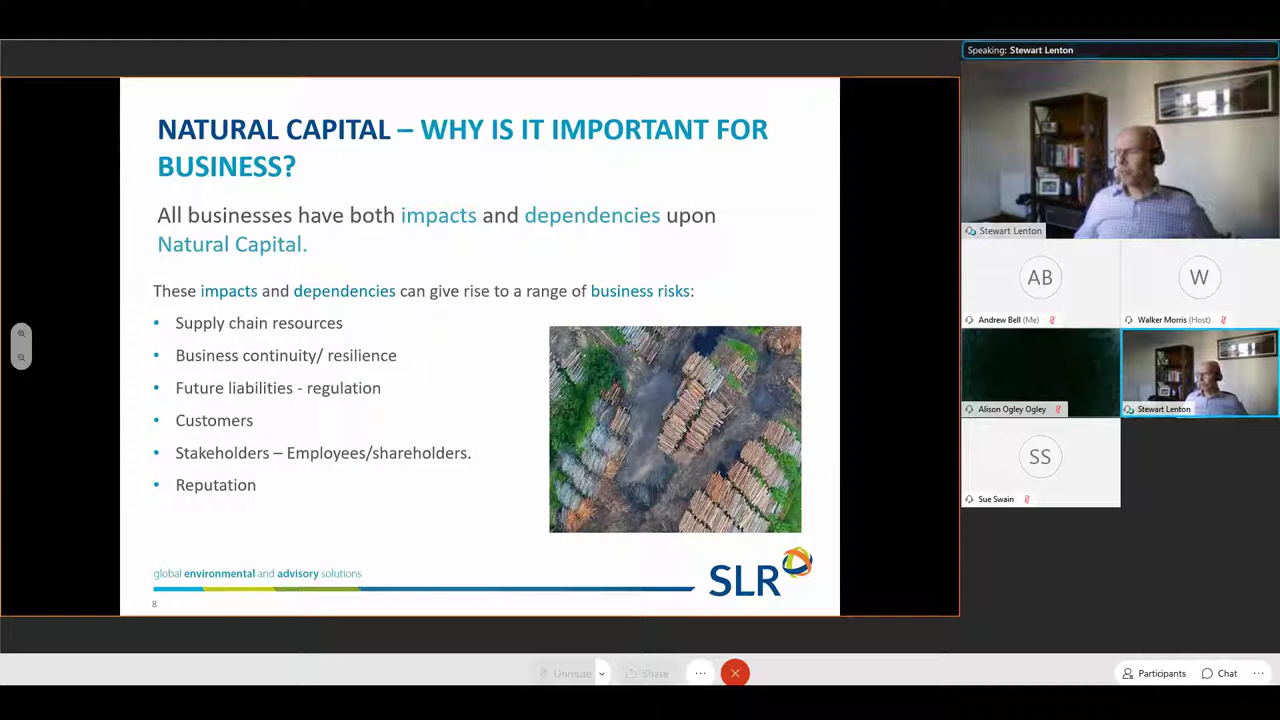 Speaking: Stewart Lenton
NATURAL CAPITAL – WHY IS IT IMPORTANT FOR
BUSINESS?
All businesses have both impacts and dependencies upon
Natural Capital.
These impacts and dependencies can give rise to a range of business risks:
• Supply chain resources
• Business continuity/ resilience
• Future liabilities - regulation
• Customers
• Stakeholders – Employees/shareholders.
• Reputation
global environmental and advisory solutions
SLR
8
Stewart Lenton
AB
W
Andrew Bell (Me)
Walker Morris (Host)
Alison Ogley Ogley
Stewart Lenton
SS
Sue Swain
Unmute
Share
Participants
Chat